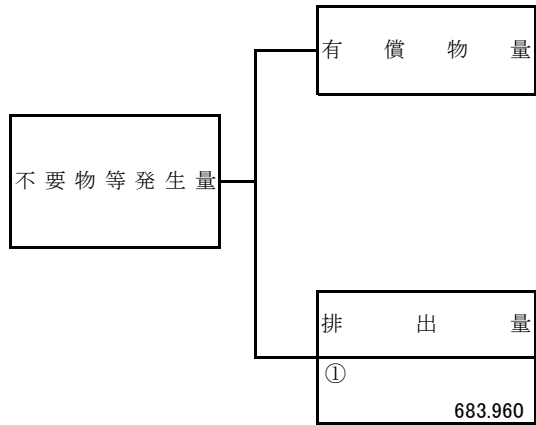 有償物量
不要物等発生量
排出量
①
683.960